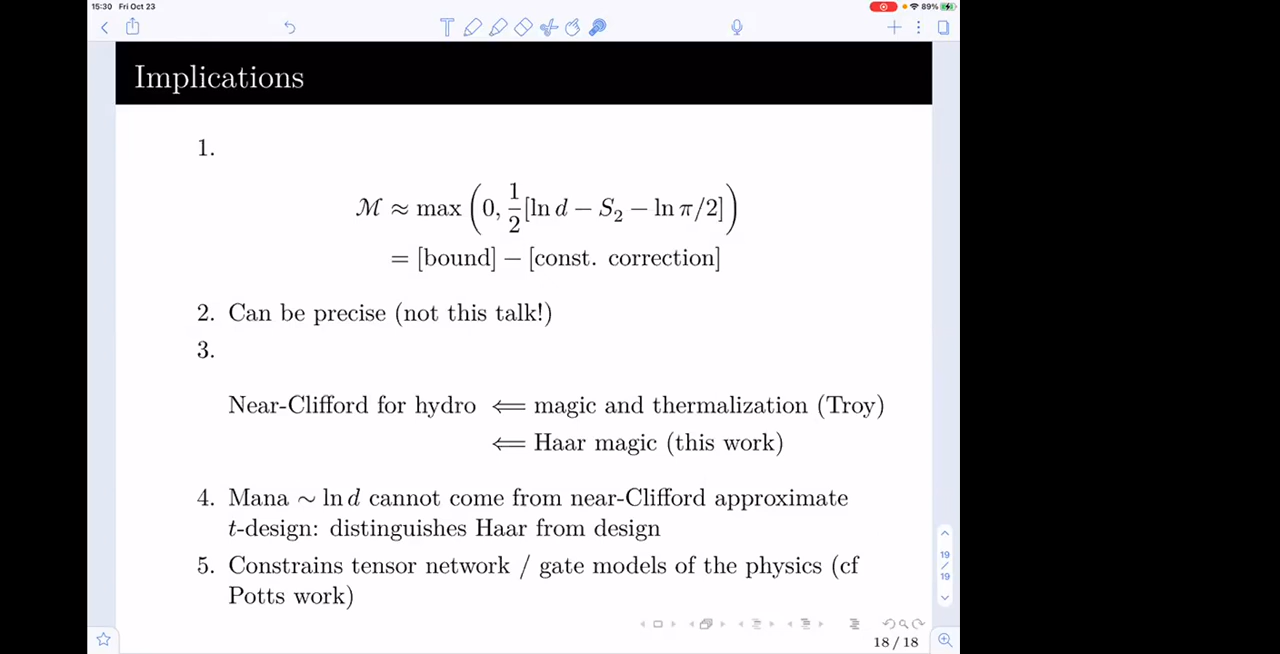 15:30 Fri Oct 23
89%
Implications
1.
ℳ ≈ max (0, 1/2 [ln d − S₂ − ln π/2])
= [bound] − [const. correction]
2. Can be precise (not this talk!)
3.
Near-Clifford for hydro ⟸ magic and thermalization (Troy)
⟸ Haar magic (this work)
4. Mana ∼ ln d cannot come from near-Clifford approximate
t-design: distinguishes Haar from design
5. Constrains tensor network / gate models of the physics (cf
Potts work)
19
/
19
18 / 18